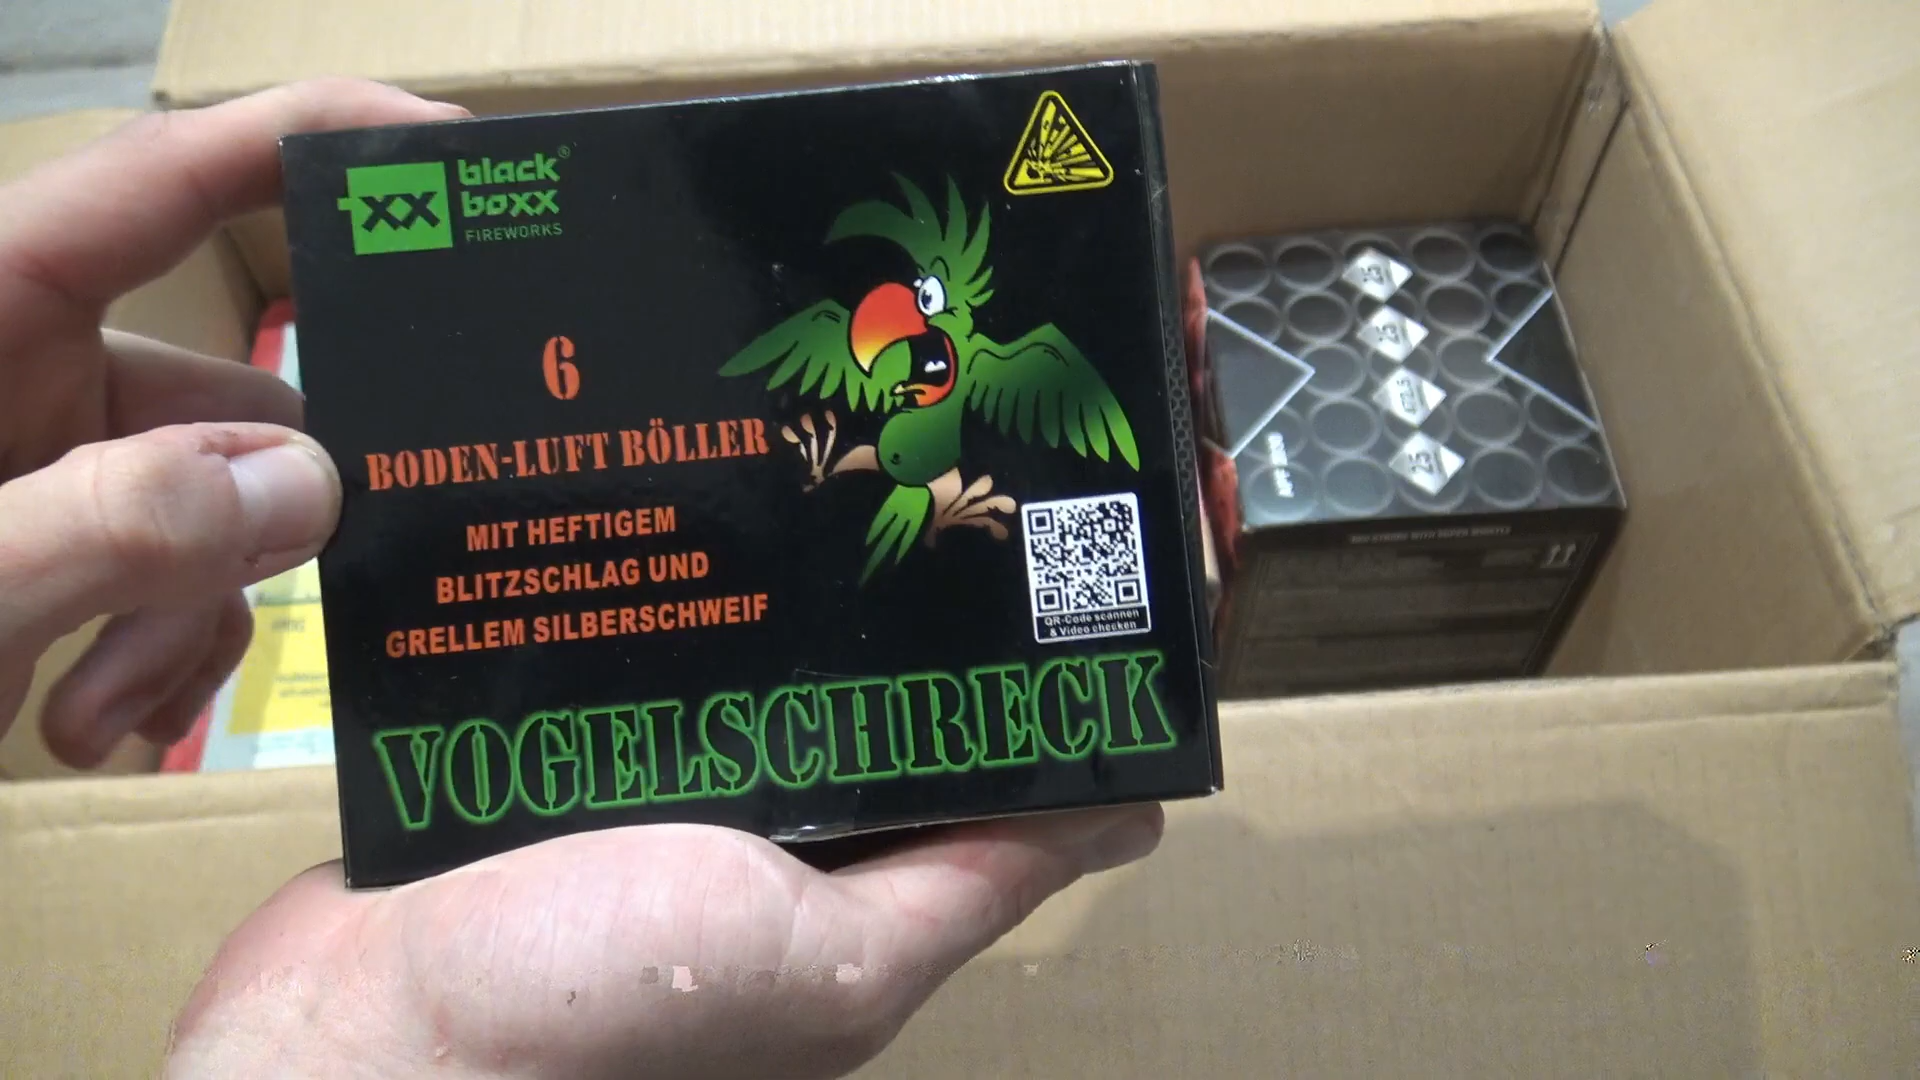 XX
black
boxx®
FIREWORKS
6
BODEN-LUFT BÖLLER
MIT HEFTIGEM
BLITZSCHLAG UND
GRELLEM SILBERSCHWEIF
QR-Code scannen
& Video checken
VOGELSCHRECK
25
25
25